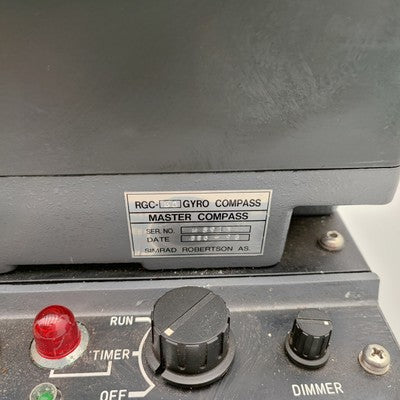 RGC- GYRO COMPASS
MASTER COMPASS
SER. NO.
DATE
SIMRAD ROBERTSON AS.
RUN
TIMER
OFF
DIMMER